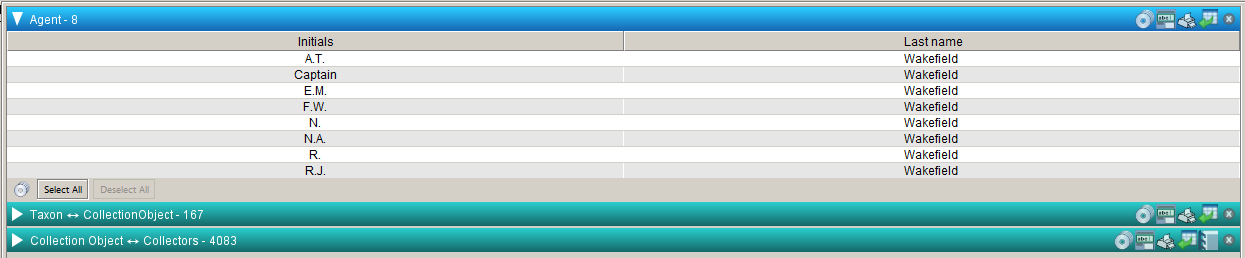 Agent - 8
Initials Last name
A.T. Wakefield
Captain Wakefield
E.M. Wakefield
F.W. Wakefield
N. Wakefield
N.A. Wakefield
R. Wakefield
R.J. Wakefield
Select All Deselect All
Taxon ↔ CollectionObject - 167
Collection Object ↔ Collectors - 4083